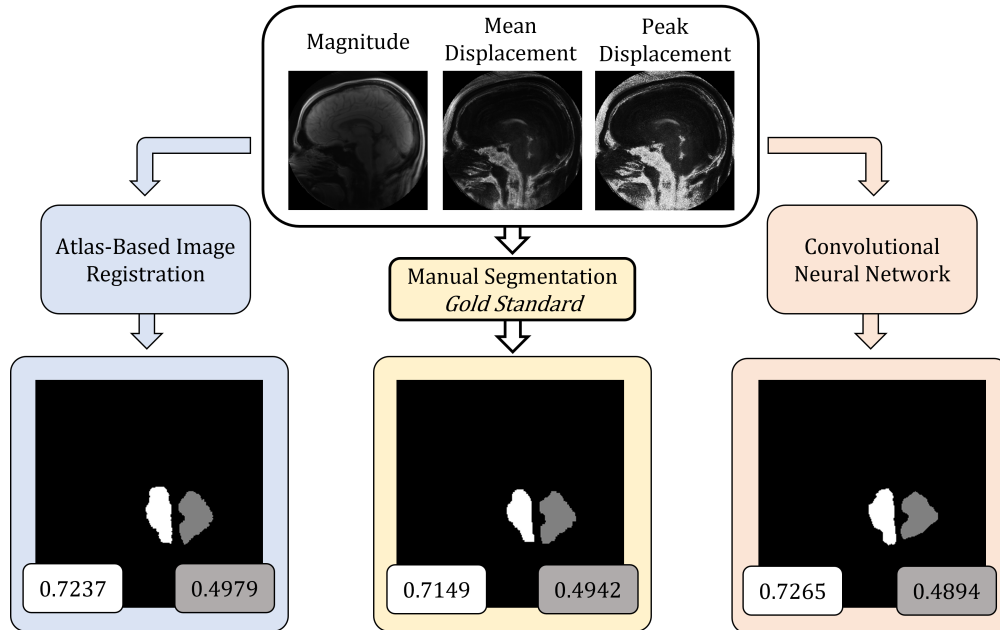 Magnitude
Mean
Displacement
Peak
Displacement
Atlas-Based Image
Registration
Manual Segmentation
Gold Standard
Convolutional
Neural Network
0.7237
0.4979
0.7149
0.4942
0.7265
0.4894